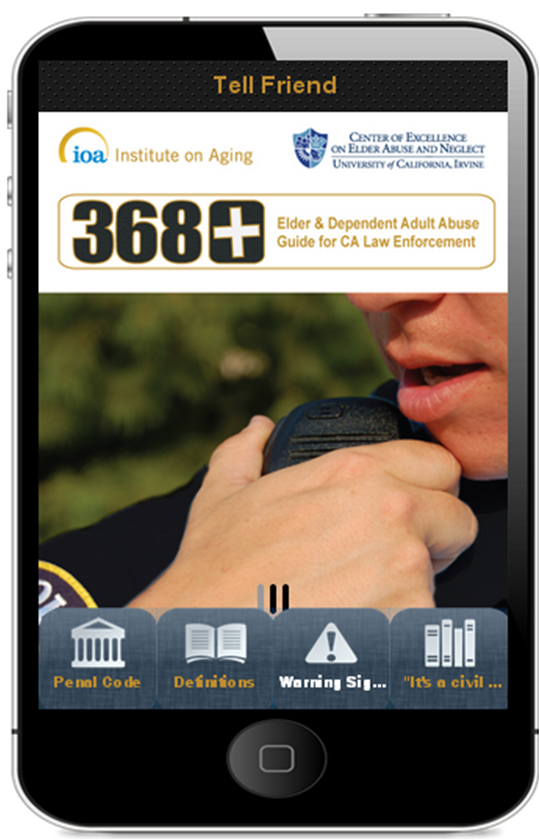 Tell Friend
ioa Institute on Aging
CENTER OF EXCELLENCE
ON ELDER ABUSE AND NEGLECT
UNIVERSITY of CALIFORNIA, IRVINE
368+
Elder & Dependent Adult Abuse
Guide for CA Law Enforcement
Penal Code
Definitions
Warning Sig...
"It's a civil ...